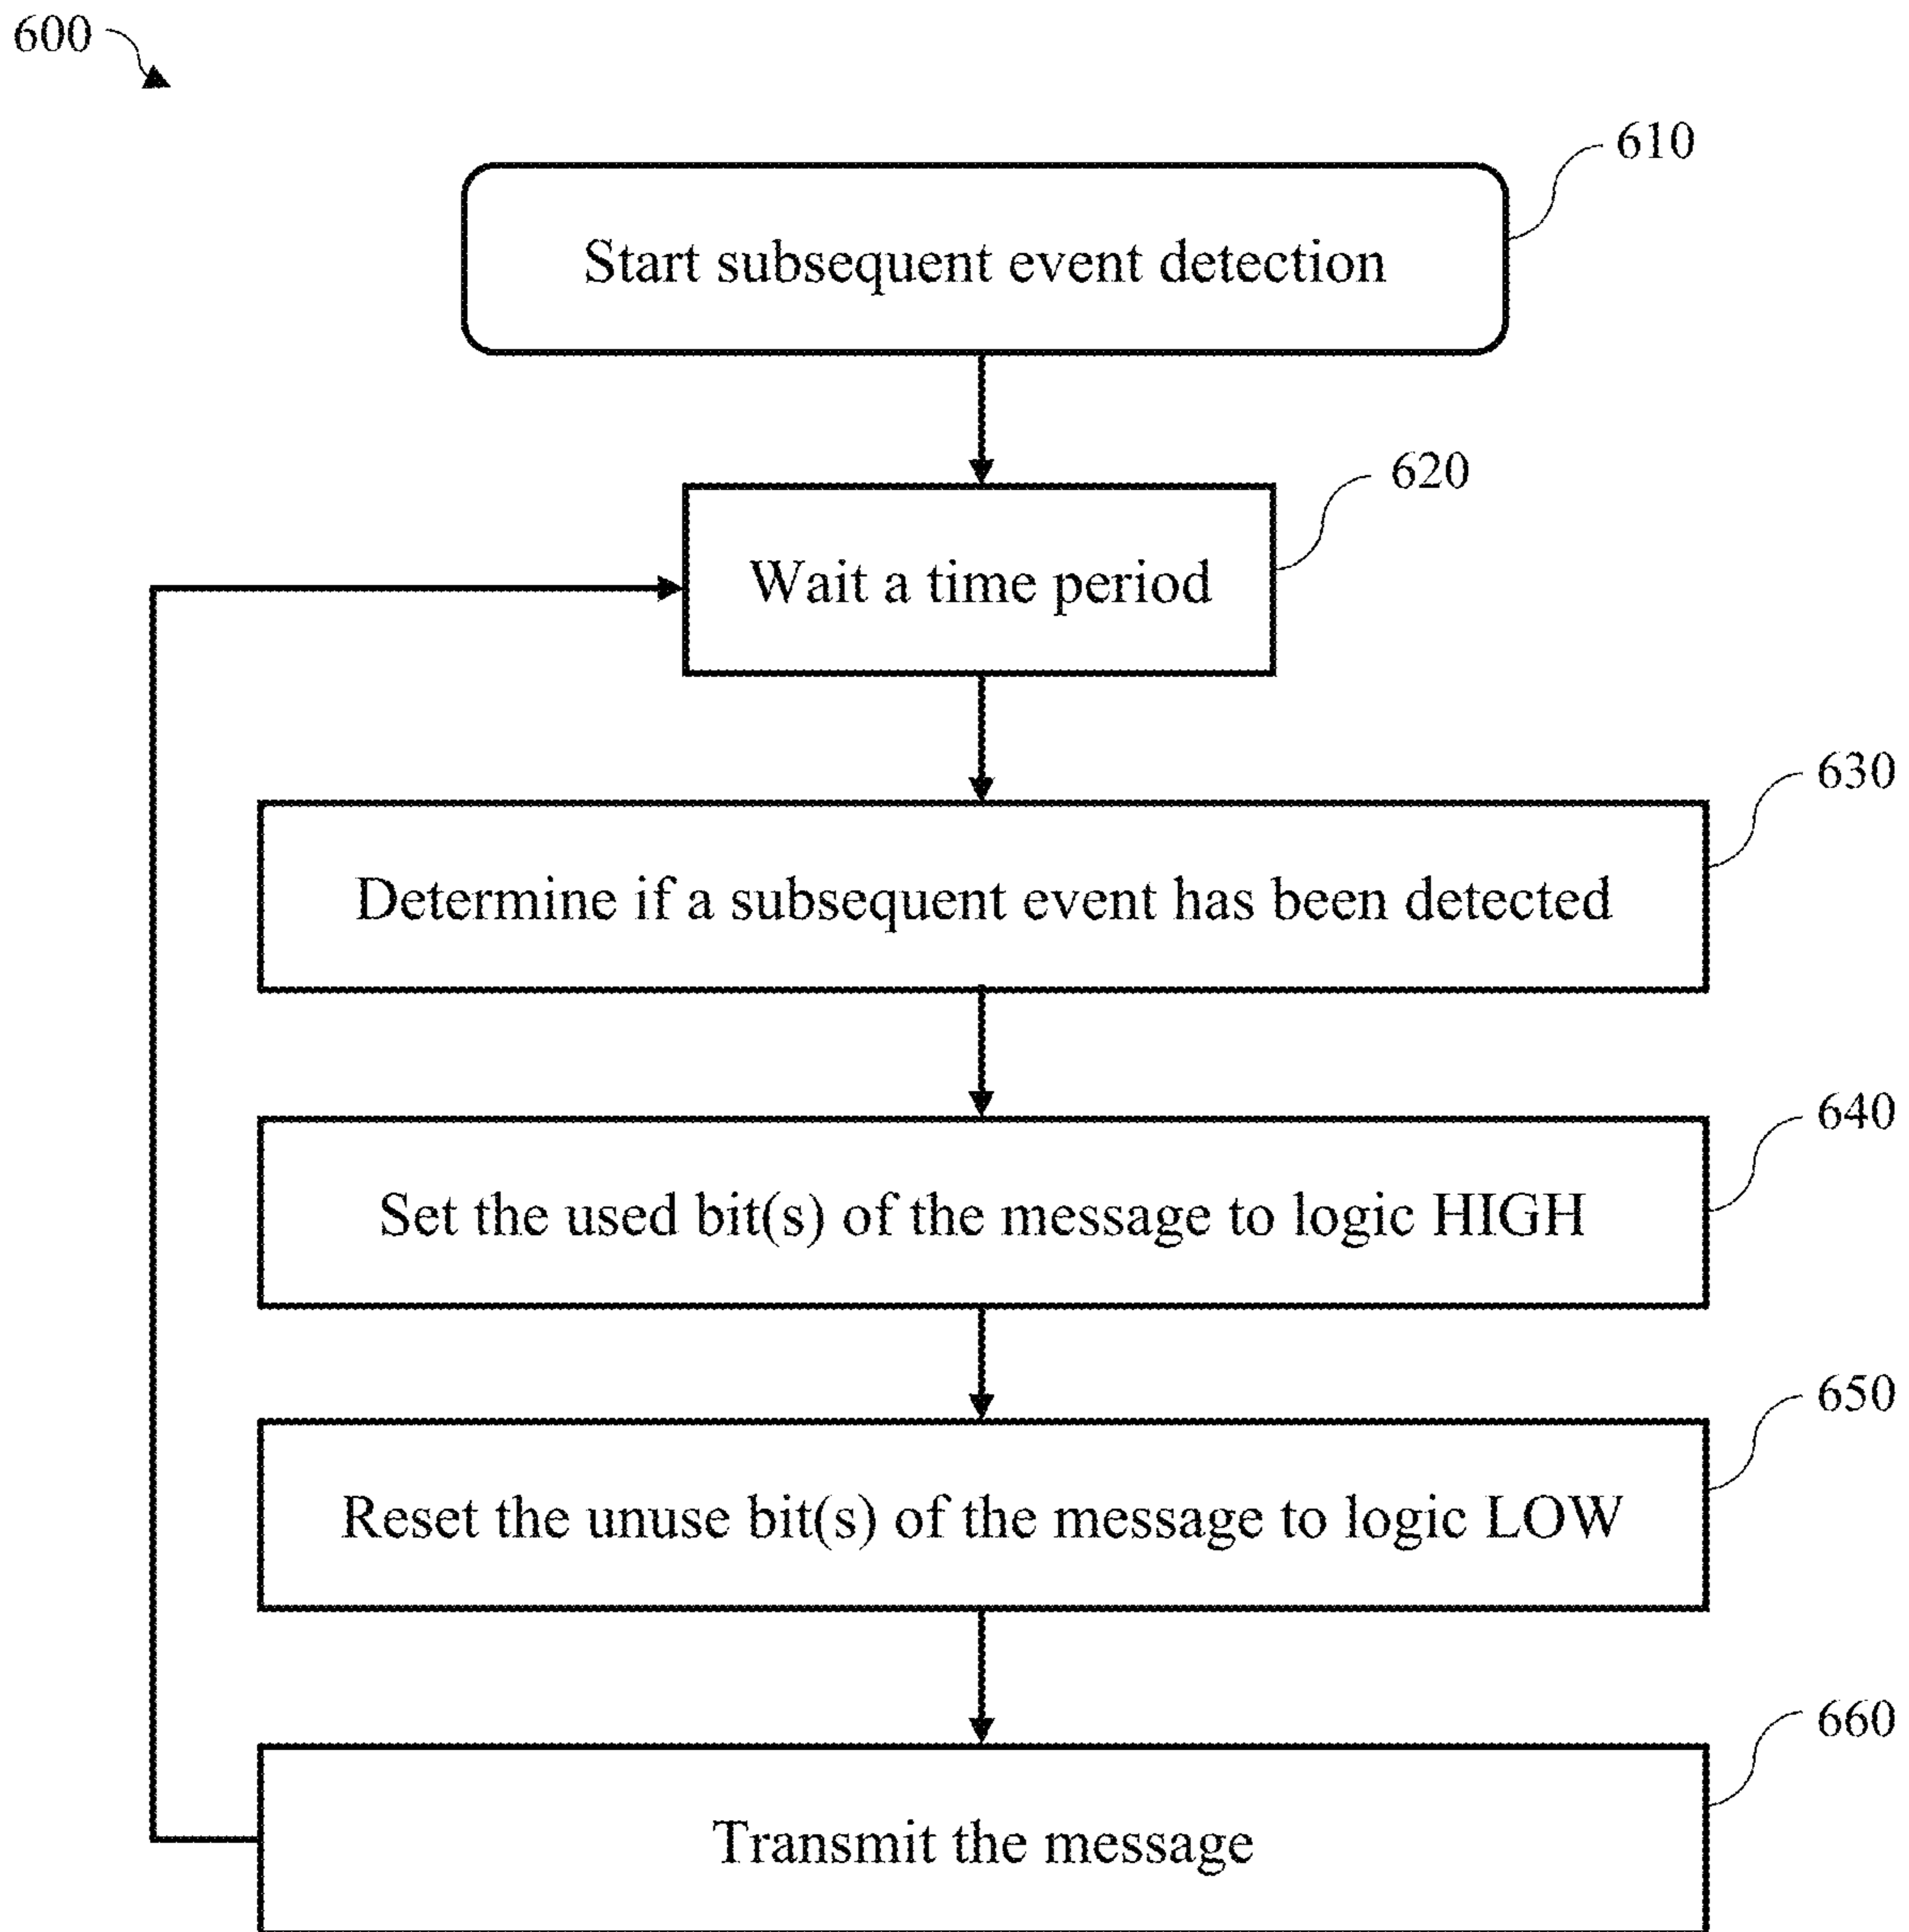 600
610
Start subsequent event detection
620
Wait a time period
630
Determine if a subsequent event has been detected
640
Set the used bit(s) of the message to logic HIGH
650
Reset the unuse bit(s) of the message to logic LOW
660
Transmit the message